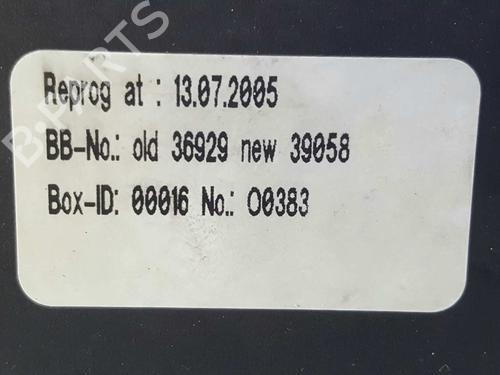 B-PARTS
Reprog at : 13.07.2005
BB-No.: old 36929 new 39058
Box-ID: 00016 No.: 00383